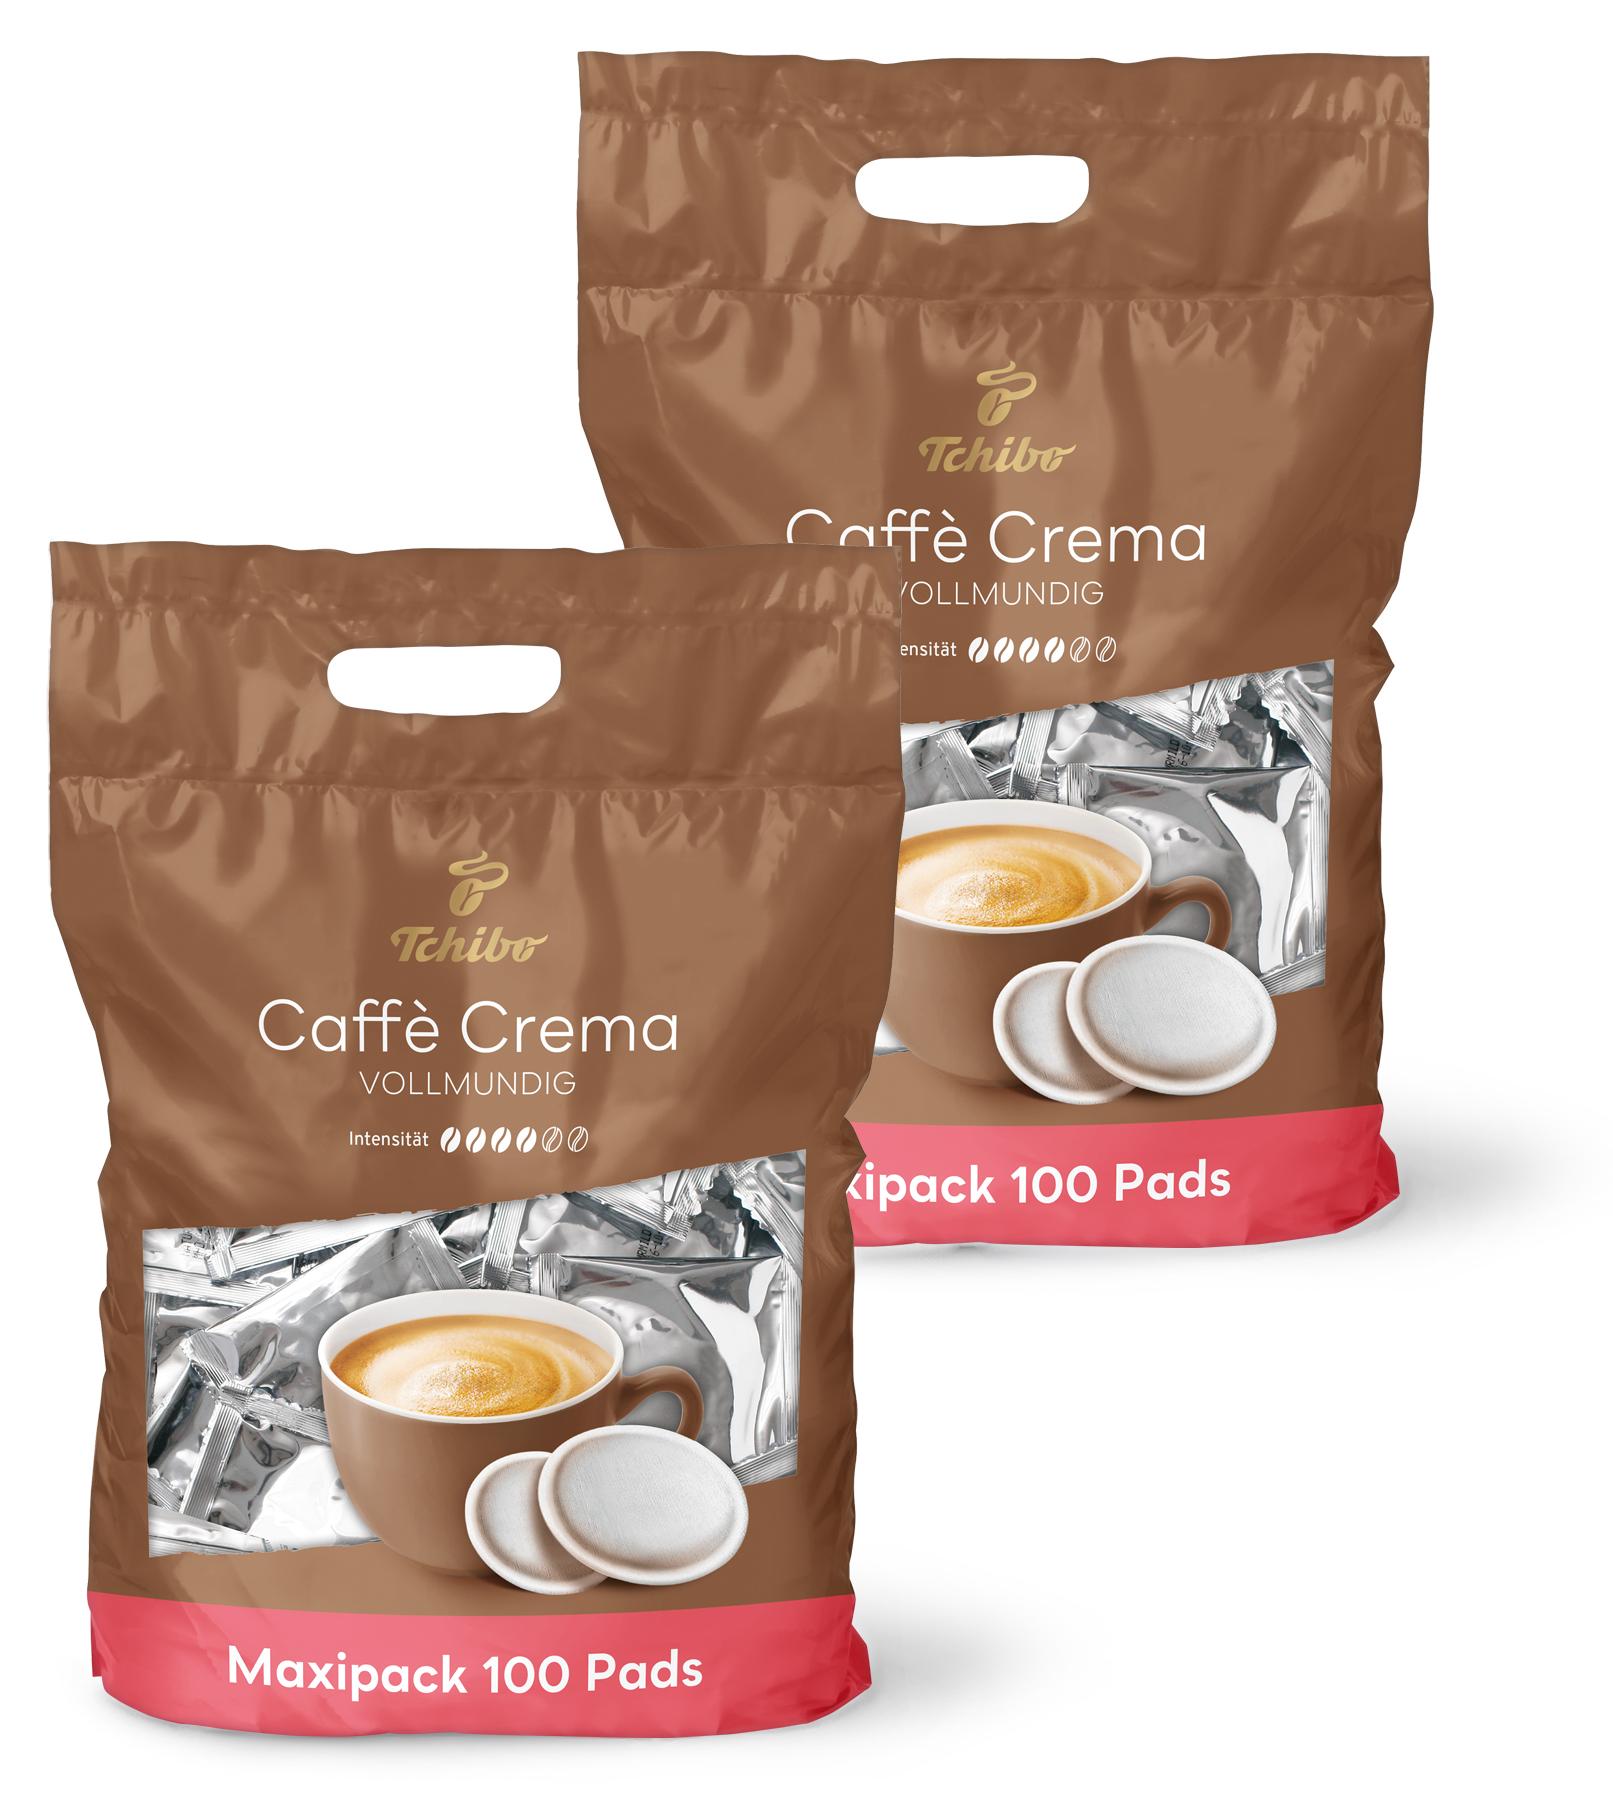 Tchibo
Caffè Crema
VOLLMUNDIG
Intensität
Maxipack 100 Pads
Tchibo
Caffè Crema
VOLLMUNDIG
ensität
xipack 100 Pads